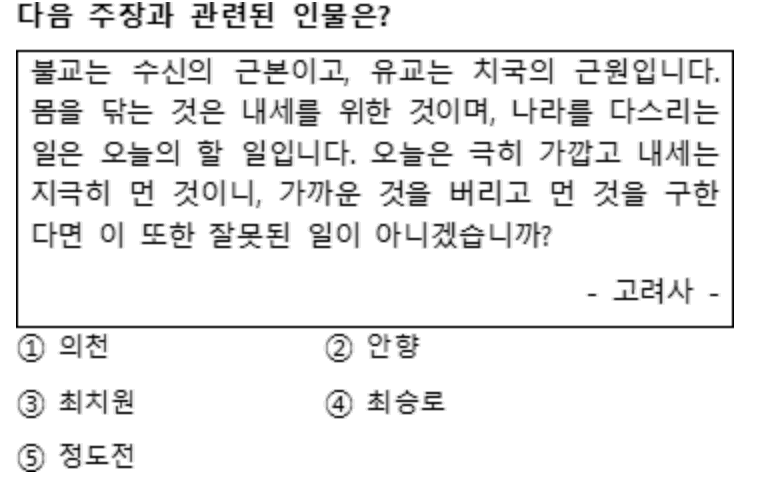 다음 주장과 관련된 인물은?
불교는 수신의 근본이고, 유교는 치국의 근원입니다.
몸을 닦는 것은 내세를 위한 것이며, 나라를 다스리는
일은 오늘의 할 일입니다. 오늘은 극히 가깝고 내세는
지극히 먼 것이니, 가까운 것을 버리고 먼 것을 구한
다면 이 또한 잘못된 일이 아니겠습니까?
- 고려사 -
① 의천 ② 안향
③ 최치원 ④ 최승로
⑤ 정도전